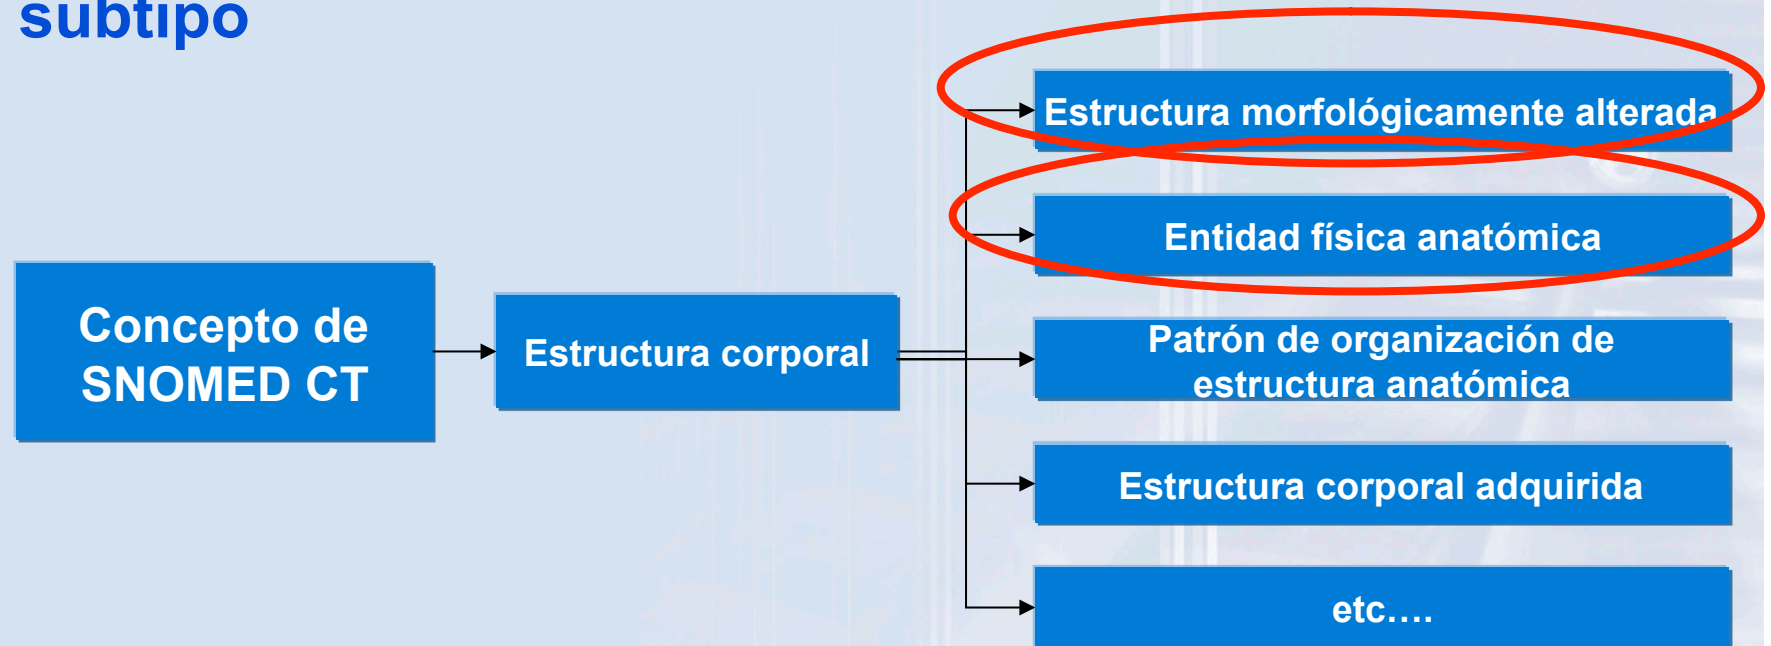 subtipo
Estructura morfológicamente alterada
Entidad física anatómica
Concepto de
SNOMED CT
Estructura corporal
Patrón de organización de
estructura anatómica
Estructura corporal adquirida
etc….